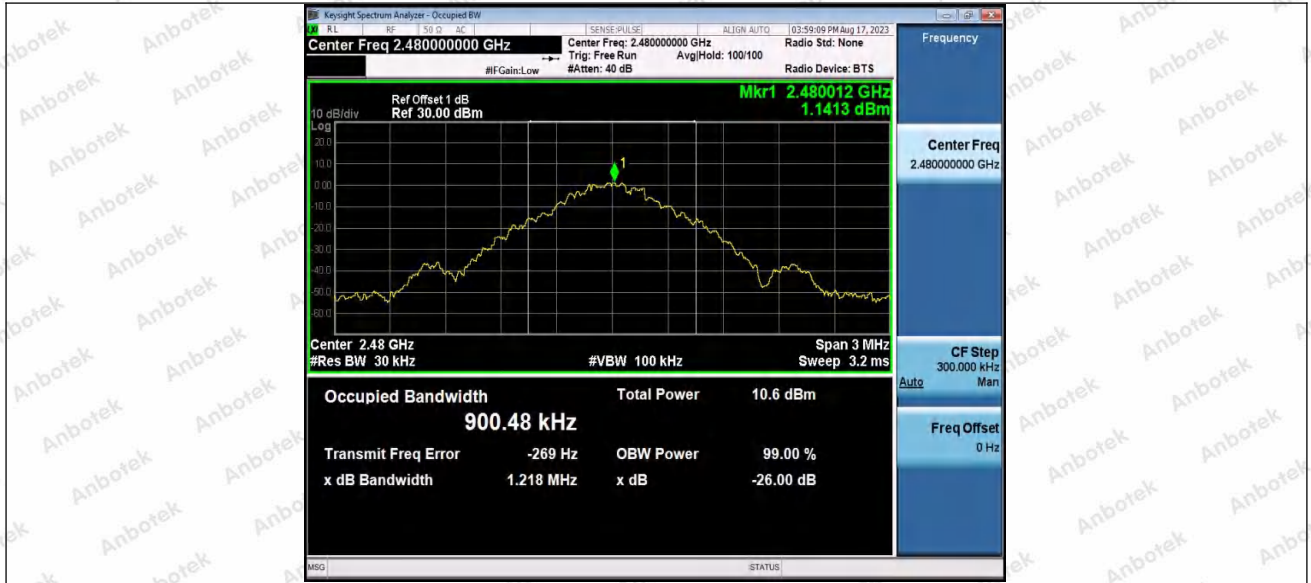 Keysight Spectrum Analyzer - Occupied BW
RL RF 50 Ω AC SENSE:PULSE ALIGN AUTO 03:59:09 PM Aug 17, 2023
Center Freq 2.480000000 GHz
Center Freq: 2.480000000 GHz Radio Std: None
Trig: Free Run Avg|Hold: 100/100
#IFGain:Low #Atten: 40 dB Radio Device: BTS
Frequency
Ref Offset 1 dB
10 dB/div Ref 30.00 dBm
Mkr1 2.480012 GHz
1.1413 dBm
Log
20.0
10.0
0.00
-10.0
-20.0
-30.0
-40.0
-50.0
-60.0
1
Center 2.48 GHz Span 3 MHz
#Res BW 30 kHz #VBW 100 kHz Sweep 3.2 ms
Center Freq
2.480000000 GHz
CF Step
300.000 kHz
Auto Man
Freq Offset
0 Hz
Occupied Bandwidth Total Power 10.6 dBm
900.48 kHz
Transmit Freq Error -269 Hz OBW Power 99.00 %
x dB Bandwidth 1.218 MHz x dB -26.00 dB
MSG STATUS
Anbotek